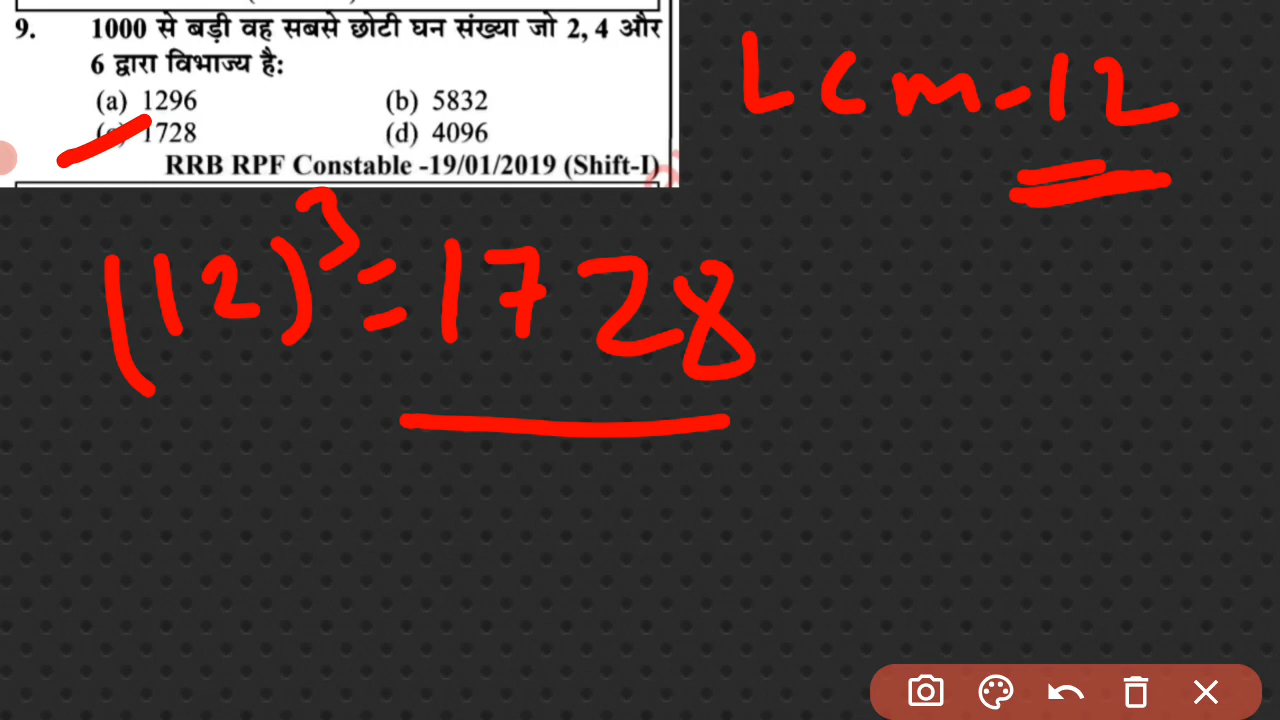 9. 1000 से बड़ी वह सबसे छोटी घन संख्या जो 2, 4 और
6 द्वारा विभाज्य है:
(a) 1296 (b) 5832
1728 (d) 4096
RRB RPF Constable -19/01/2019 (Shift-I)
LCM-12
(12)³=1728